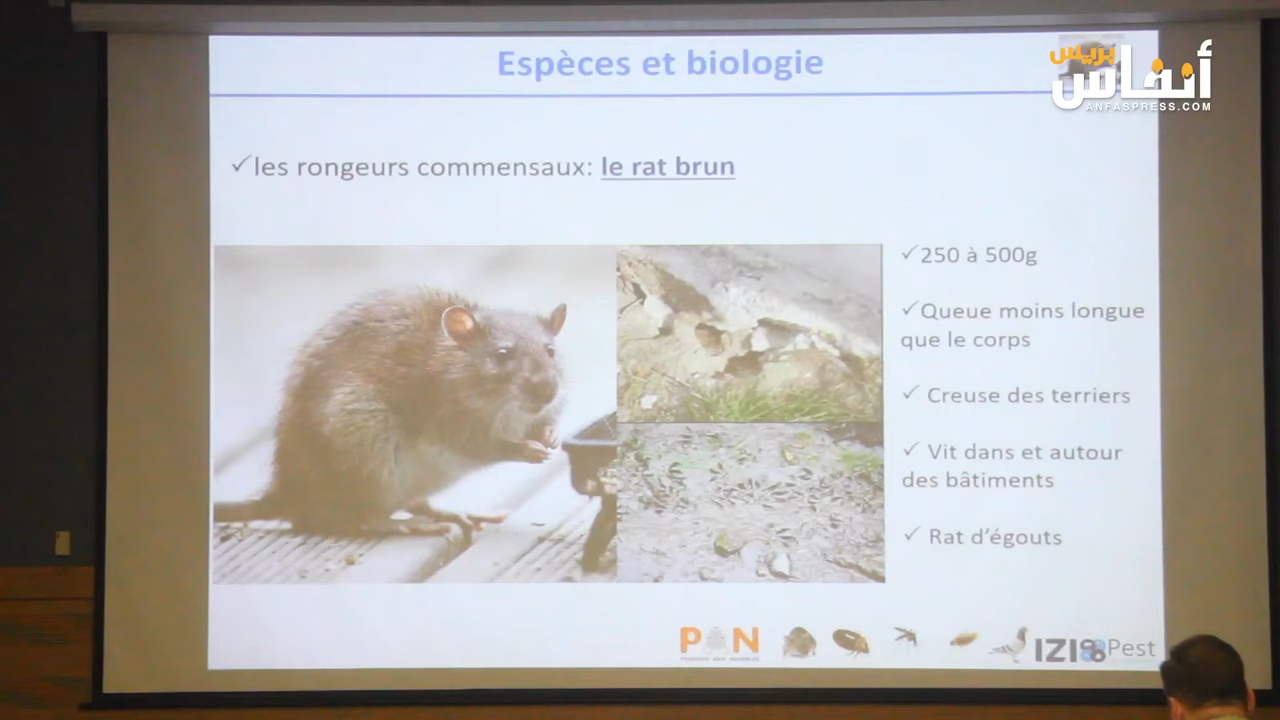 Espèces et biologie
بريس
أنفاس
ANFASPRESS.COM
✓les rongeurs commensaux: le rat brun
✓250 à 500g
✓Queue moins longue
que le corps
✓ Creuse des terriers
✓ Vit dans et autour
des bâtiments
✓ Rat d'égouts
PAN
IZI Pest